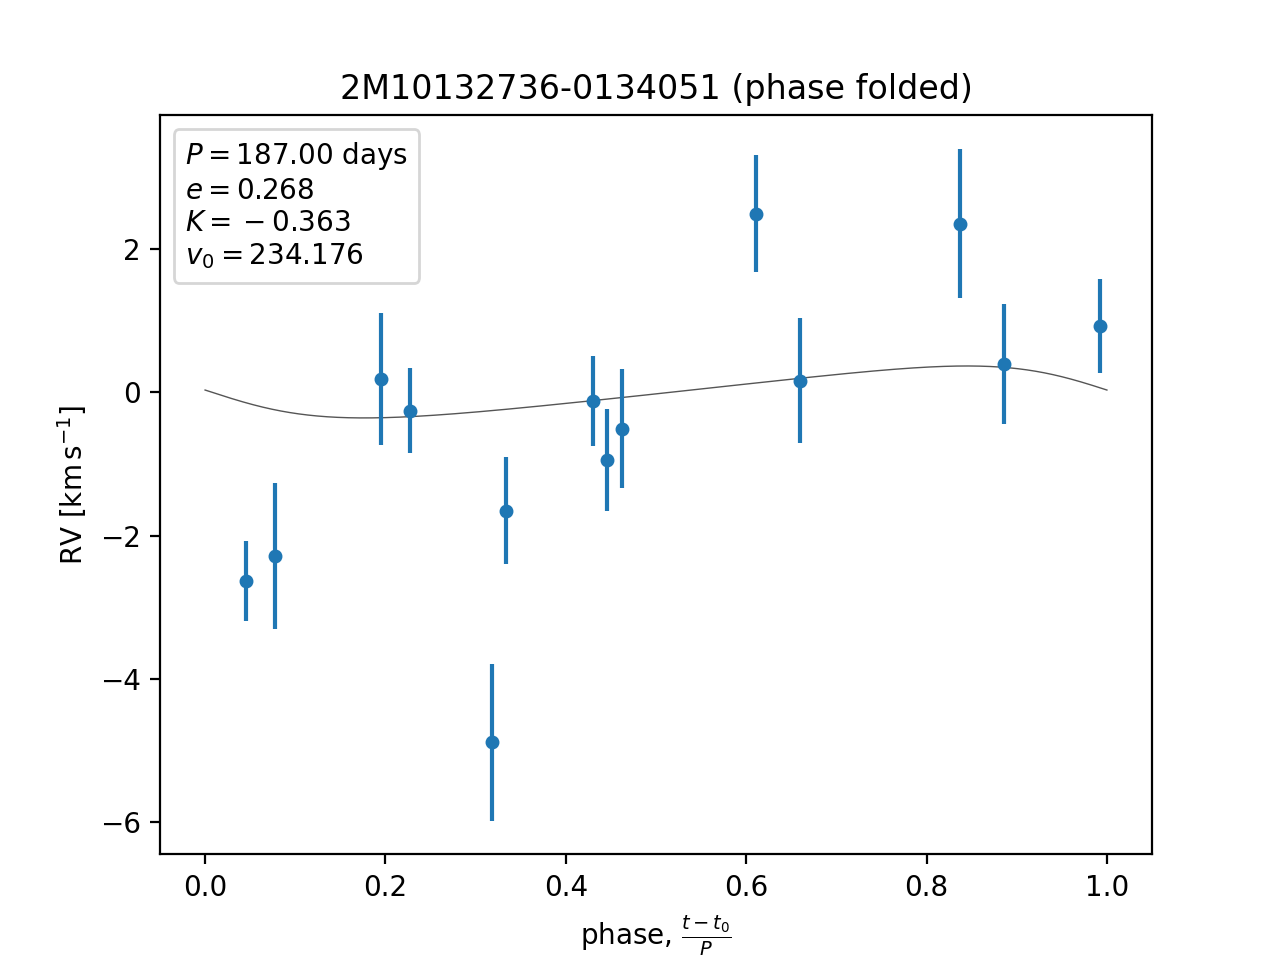 2M10132736-0134051 (phase folded)
P = 187.00 days
e = 0.268
K = −0.363
v₀ = 234.176
RV [km s⁻¹]
2
0
−2
−4
−6
0.0 0.2 0.4 0.6 0.8 1.0
phase, (t − t₀)/P